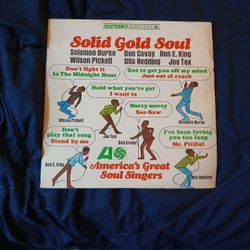 Solid Gold Soul
Solomon Burke Don Covay Ben E. King
Wilson Pickett Otis Redding Joe Tex
Don't fight it
In The Midnight Hour
Got to get you off my mind
Just out of reach
Hold what you've got
I want to
Mercy mercy
See-Saw
Wilson Pickett
Joe Tex
Don Covay
Solomon Burke
Don't
play that song
Stand by me
I've been loving you
too long
Mr. Pitiful
Ben E. King
America's Great
Soul Singers
Otis Redding